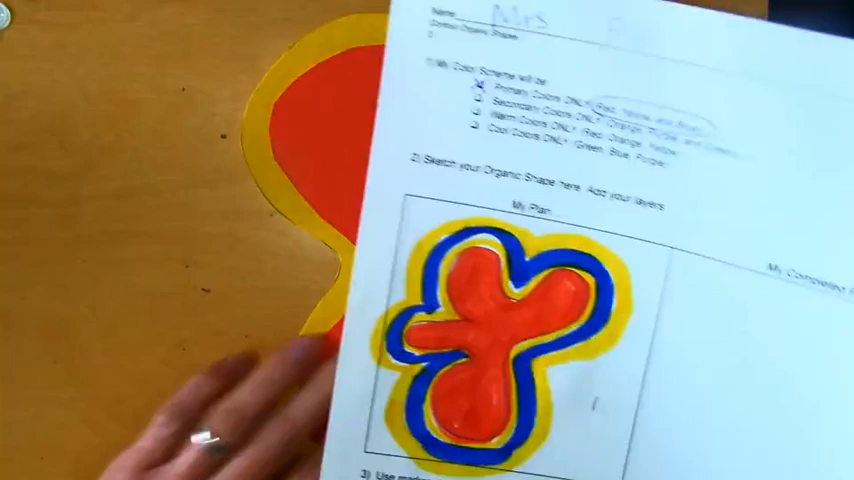 Name Mrs
Contour Organic Shapes
1) My Color Scheme will be
Primary Colors ONLY (Red, Yellow and Blue)
Secondary Colors ONLY (Orange, Purple and Green)
Warm Colors ONLY (Red, Orange, Yellow)
Cool Colors ONLY (Green, Blue, Purple)
2) Sketch your Organic Shape here. Add your layers
My Plan
My Completed
3) Use